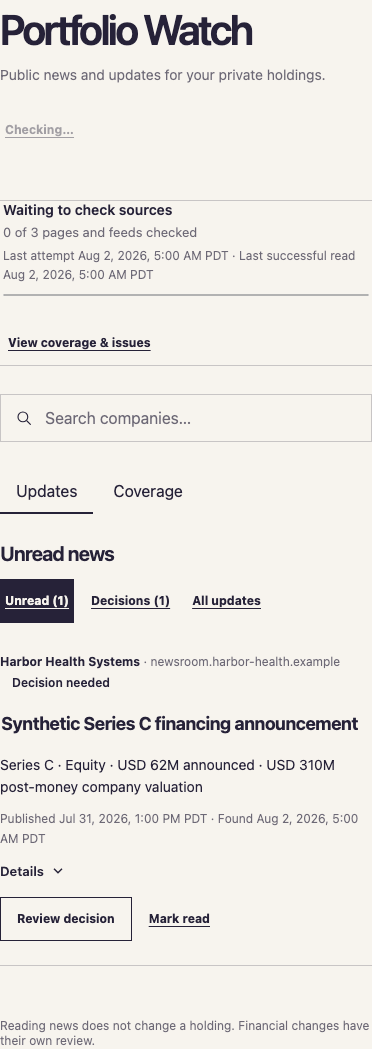 Portfolio Watch
Public news and updates for your private holdings.
Checking...
Waiting to check sources
0 of 3 pages and feeds checked
Last attempt Aug 2, 2026, 5:00 AM PDT · Last successful read
Aug 2, 2026, 5:00 AM PDT
View coverage & issues
Search companies...
Updates Coverage
Unread news
Unread (1) Decisions (1) All updates
Harbor Health Systems · newsroom.harbor-health.example
Decision needed
Synthetic Series C financing announcement
Series C · Equity · USD 62M announced · USD 310M
post-money company valuation
Published Jul 31, 2026, 1:00 PM PDT · Found Aug 2, 2026, 5:00
AM PDT
Details
Review decision Mark read
Reading news does not change a holding. Financial changes have
their own review.